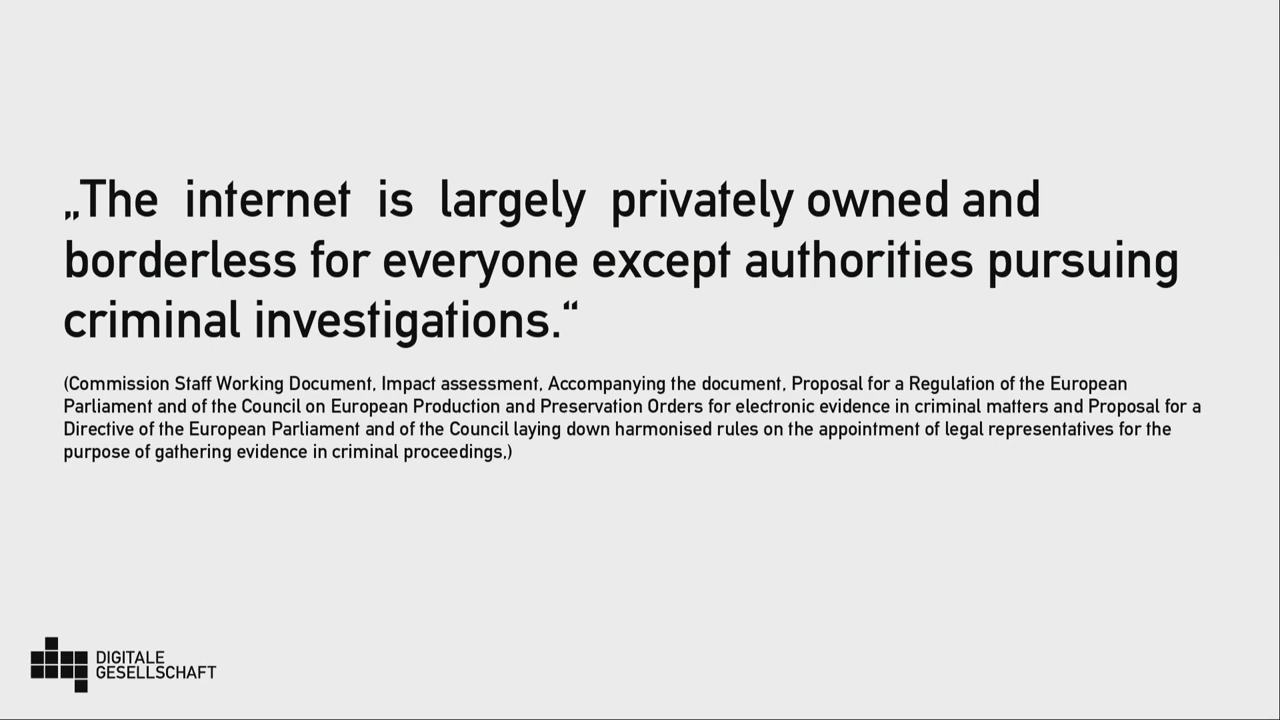 „The internet is largely privately owned and
borderless for everyone except authorities pursuing
criminal investigations.“
(Commission Staff Working Document, Impact assessment, Accompanying the document, Proposal for a Regulation of the European
Parliament and of the Council on European Production and Preservation Orders for electronic evidence in criminal matters and Proposal for a
Directive of the European Parliament and of the Council laying down harmonised rules on the appointment of legal representatives for the
purpose of gathering evidence in criminal proceedings,)
DIGITALE
GESELLSCHAFT